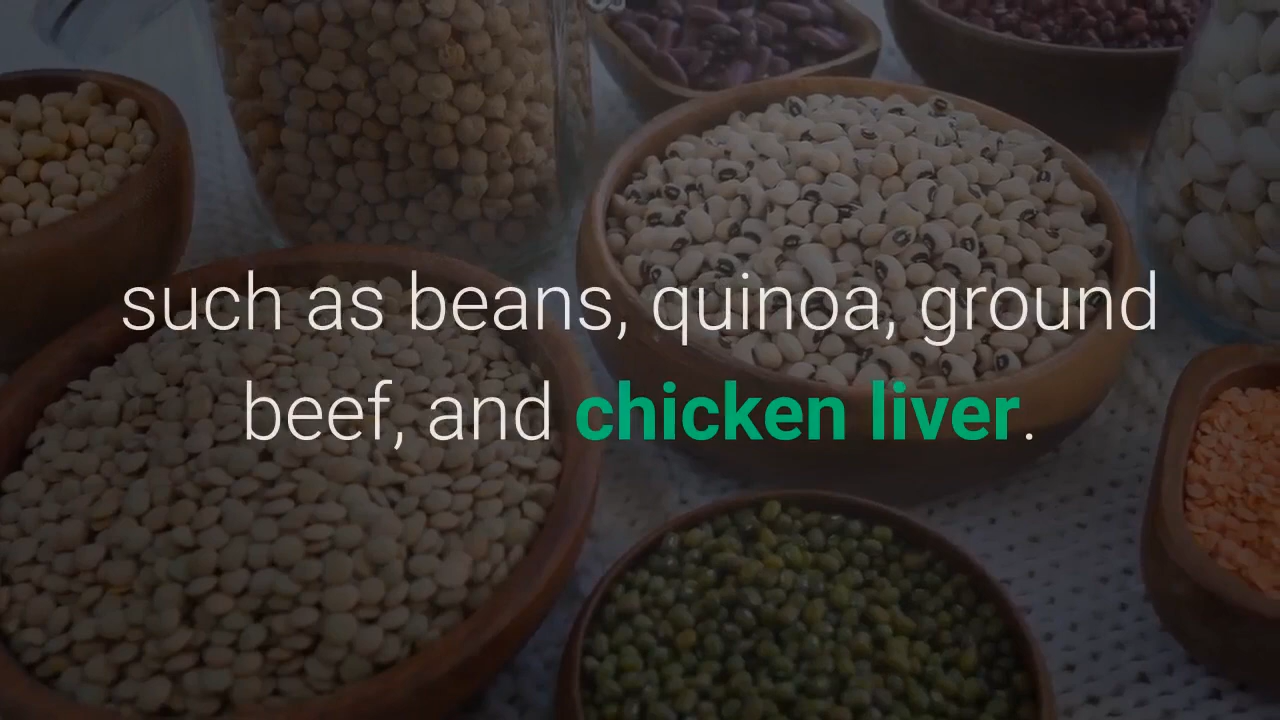 such as beans, quinoa, ground
beef, and chicken liver.